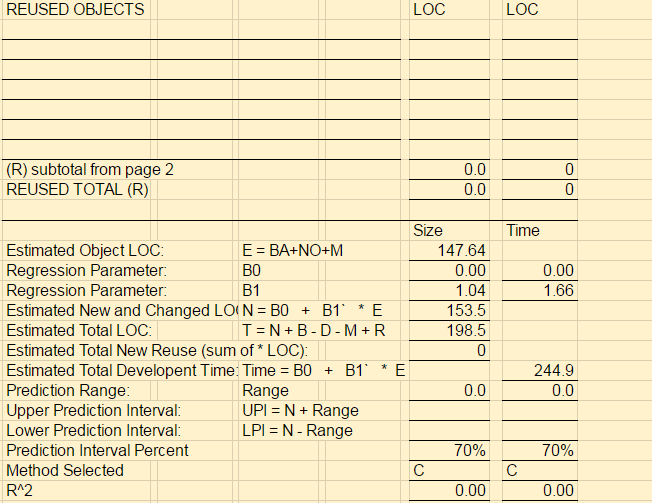 REUSED OBJECTS LOC LOC
(R) subtotal from page 2 0.0 0
REUSED TOTAL (R) 0.0 0
Size Time
Estimated Object LOC: E = BA+NO+M 147.64
Regression Parameter: B0 0.00 0.00
Regression Parameter: B1 1.04 1.66
Estimated New and Changed LO N = B0 + B1` * E 153.5
Estimated Total LOC: T = N + B - D - M + R 198.5
Estimated Total New Reuse (sum of * LOC): 0
Estimated Total Developent Time: Time = B0 + B1` * E 244.9
Prediction Range: Range 0.0 0.0
Upper Prediction Interval: UPI = N + Range
Lower Prediction Interval: LPI = N - Range
Prediction Interval Percent 70% 70%
Method Selected C C
R^2 0.00 0.00